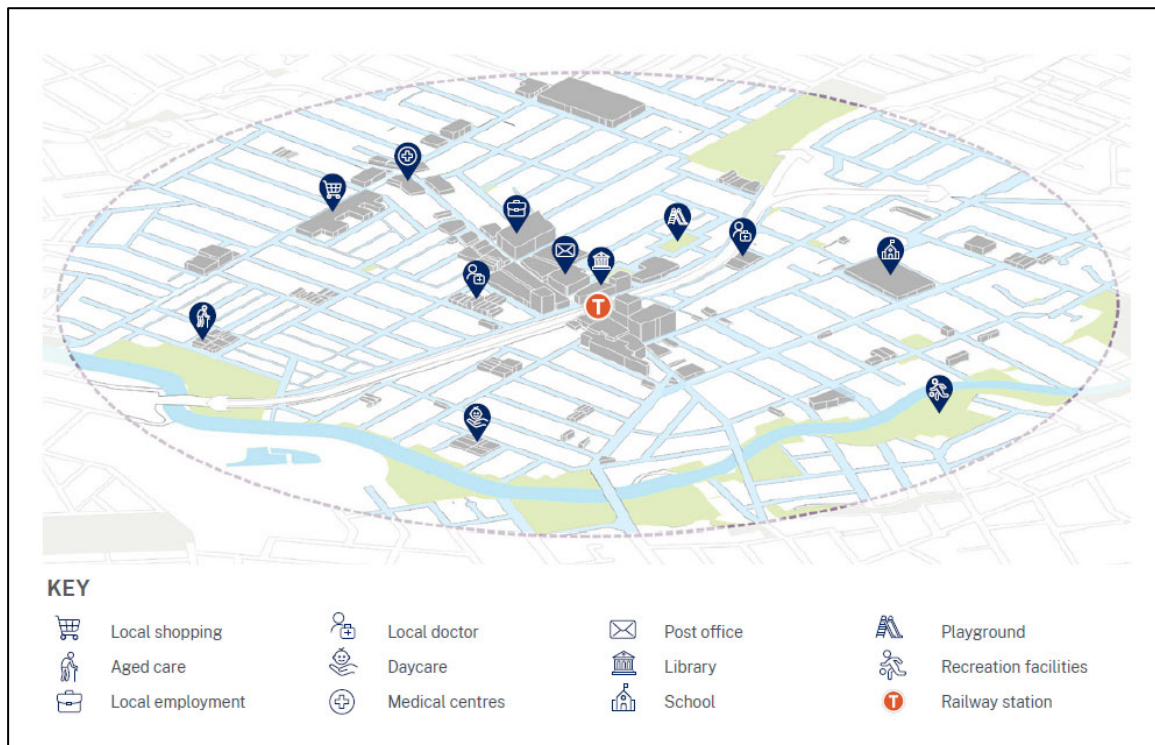 T
KEY
Local shopping
Local doctor
Post office
Playground
Aged care
Daycare
Library
Recreation facilities
Local employment
Medical centres
School
T Railway station